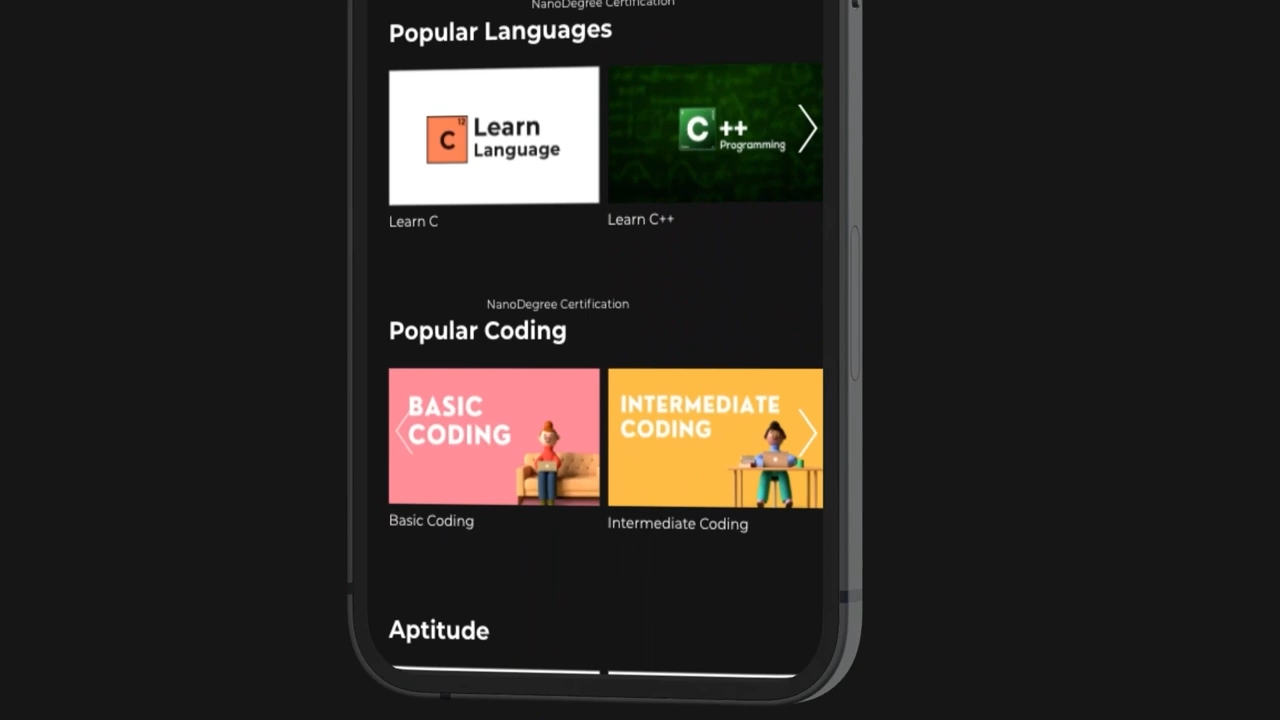 NanoDegree Certification
Popular Languages
C 12 Learn Language
C ++ Programming
Learn C
Learn C++
NanoDegree Certification
Popular Coding
BASIC
CODING
INTERMEDIATE
CODING
Basic Coding
Intermediate Coding
Aptitude